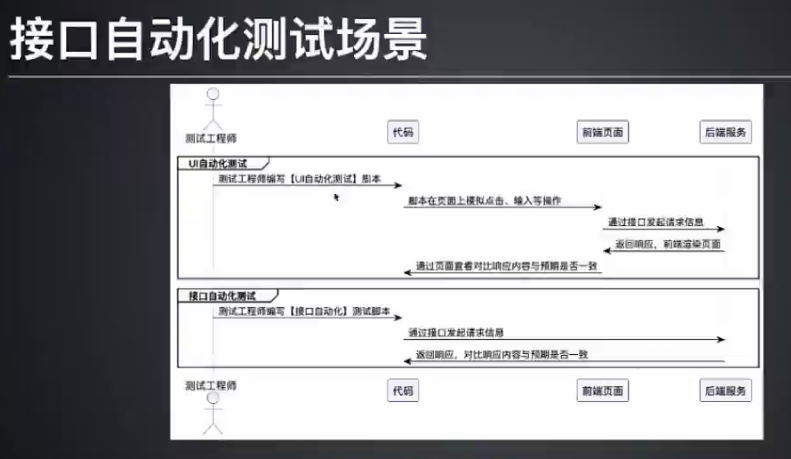 接口自动化测试场景
测试工程师
代码
前端页面
后端服务
UI自动化测试
测试工程师编写【UI自动化测试】脚本
脚本在页面上模拟点击、输入等操作
通过接口发起请求信息
返回响应，前端渲染页面
通过页面查看对比响应内容与预期是否一致
接口自动化测试
测试工程师编写【接口自动化】测试脚本
通过接口发起请求信息
返回响应，对比响应内容与预期是否一致
测试工程师
代码
前端页面
后端服务